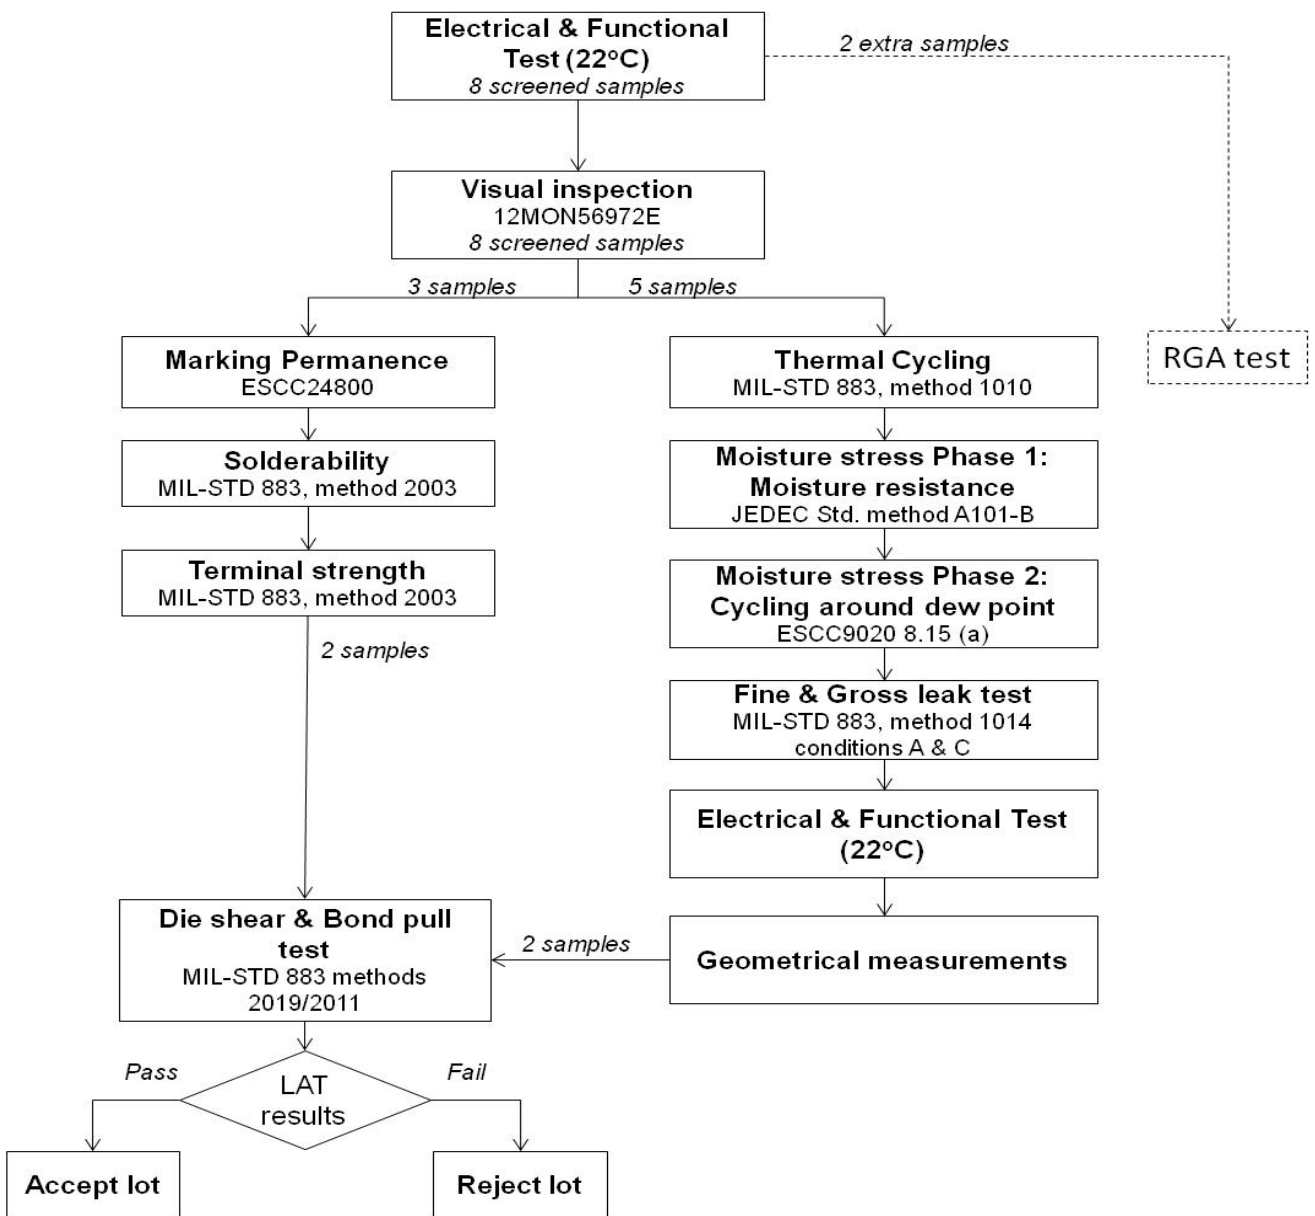 Electrical & Functional
Test (22°C)
8 screened samples
2 extra samples
Visual inspection
12MON56972E
8 screened samples
3 samples
5 samples
Marking Permanence
ESCC24800
Thermal Cycling
MIL-STD 883, method 1010
RGA test
Solderability
MIL-STD 883, method 2003
Moisture stress Phase 1:
Moisture resistance
JEDEC Std. method A101-B
Terminal strength
MIL-STD 883, method 2003
Moisture stress Phase 2:
Cycling around dew point
ESCC9020 8.15 (a)
2 samples
Fine & Gross leak test
MIL-STD 883, method 1014
conditions A & C
Electrical & Functional Test
(22°C)
Die shear & Bond pull
test
MIL-STD 883 methods
2019/2011
2 samples
Geometrical measurements
Pass
LAT
results
Fail
Accept lot
Reject lot